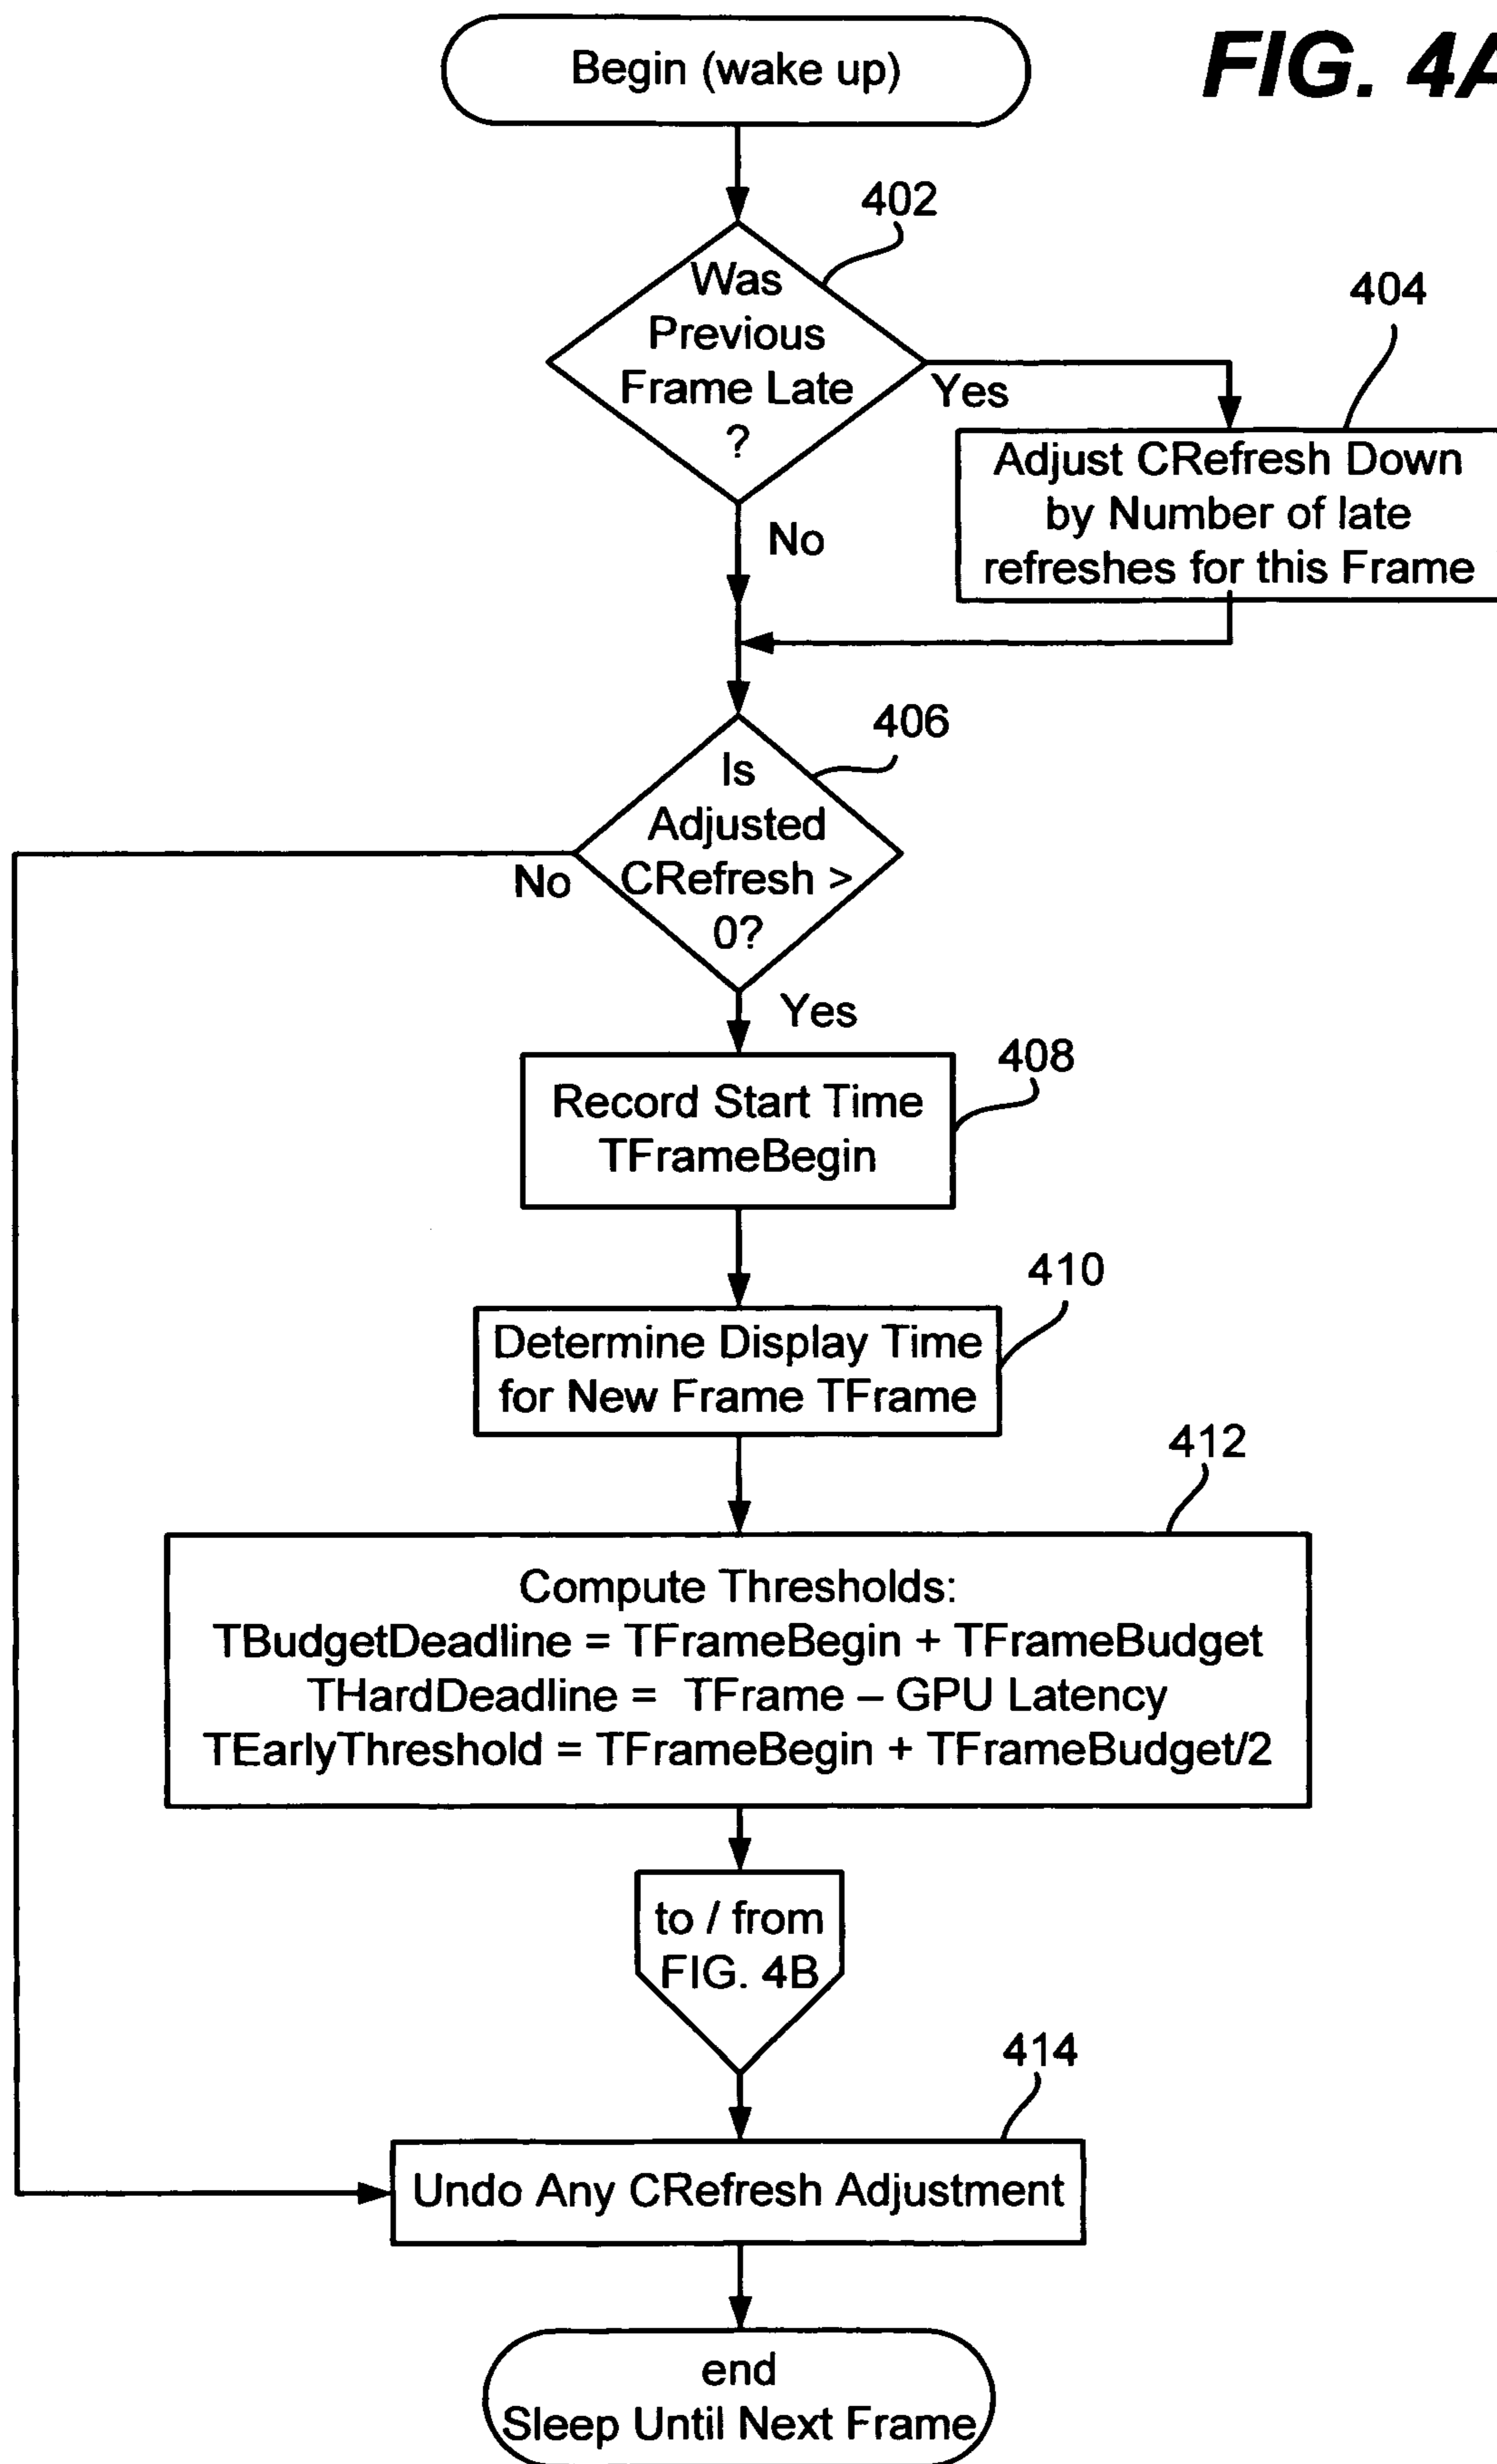 FIG. 4A
Begin (wake up)
402
Was
Previous
Frame Late
?
Yes
No
404
Adjust CRefresh Down
by Number of late
refreshes for this Frame
406
Is
Adjusted
CRefresh >
0?
No
Yes
408
Record Start Time
TFrameBegin
410
Determine Display Time
for New Frame TFrame
412
Compute Thresholds:
TBudgetDeadline = TFrameBegin + TFrameBudget
THardDeadline = TFrame – GPU Latency
TEarlyThreshold = TFrameBegin + TFrameBudget/2
to / from
FIG. 4B
414
Undo Any CRefresh Adjustment
end
Sleep Until Next Frame